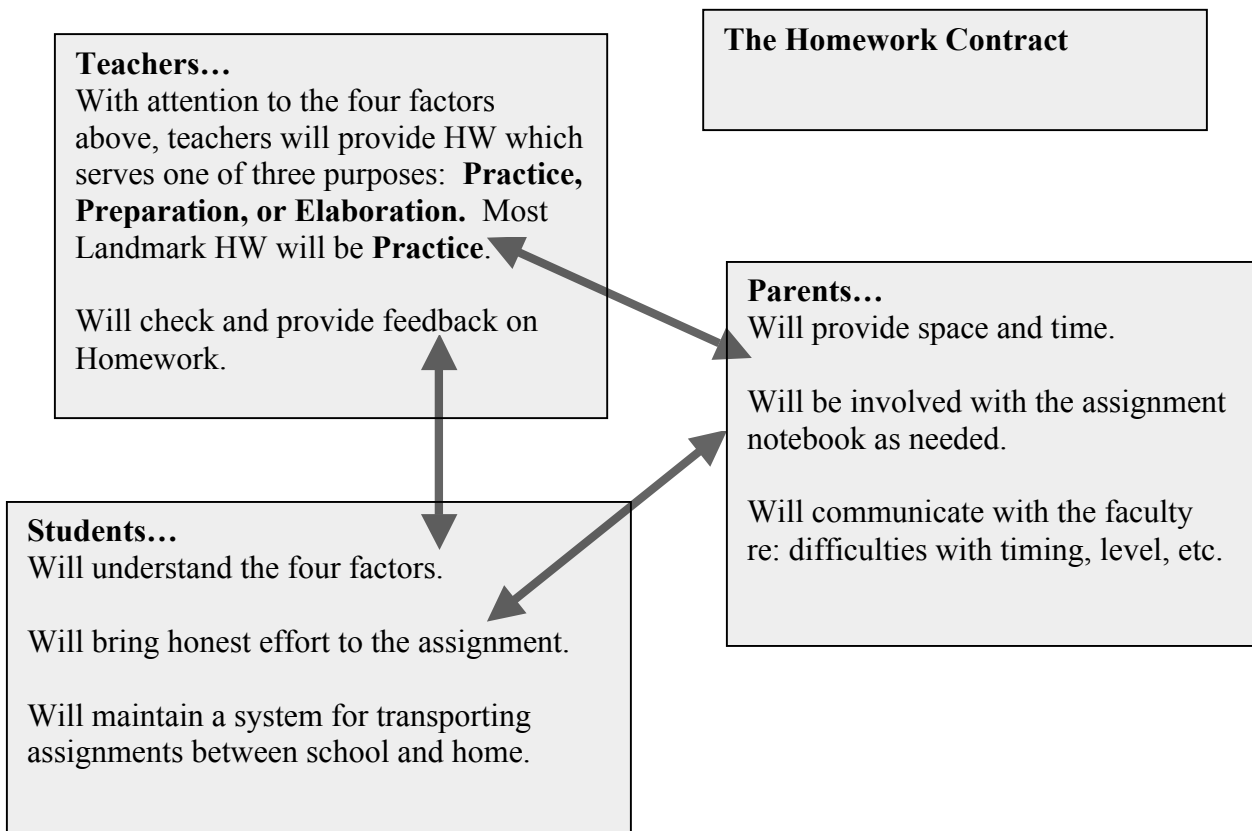 The Homework Contract
Teachers…
With attention to the four factors
above, teachers will provide HW which
serves one of three purposes:  Practice,
Preparation, or Elaboration.  Most
Landmark HW will be Practice.
Will check and provide feedback on
Homework.
Parents…
Will provide space and time.
Will be involved with the assignment
notebook as needed.
Will communicate with the faculty
re: difficulties with timing, level, etc.
Students…
Will understand the four factors.
Will bring honest effort to the assignment.
Will maintain a system for transporting
assignments between school and home.